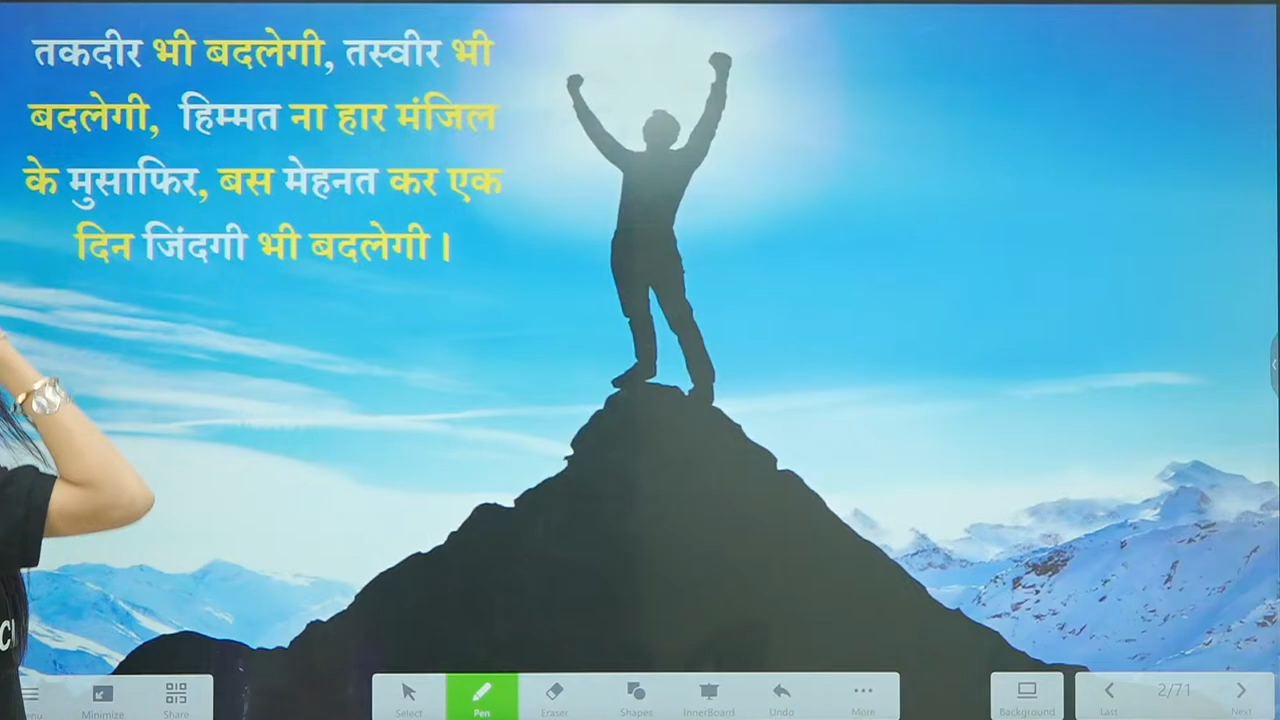 तकदीर भी बदलेगी, तस्वीर भी
बदलेगी, हिम्मत ना हार मंजिल
के मुसाफिर, बस मेहनत कर एक
दिन जिंदगी भी बदलेगी।
Minimize
Share
Select
Pen
Eraser
Shapes
InnerBoard
Undo
More
Background
Last
2/71
Next